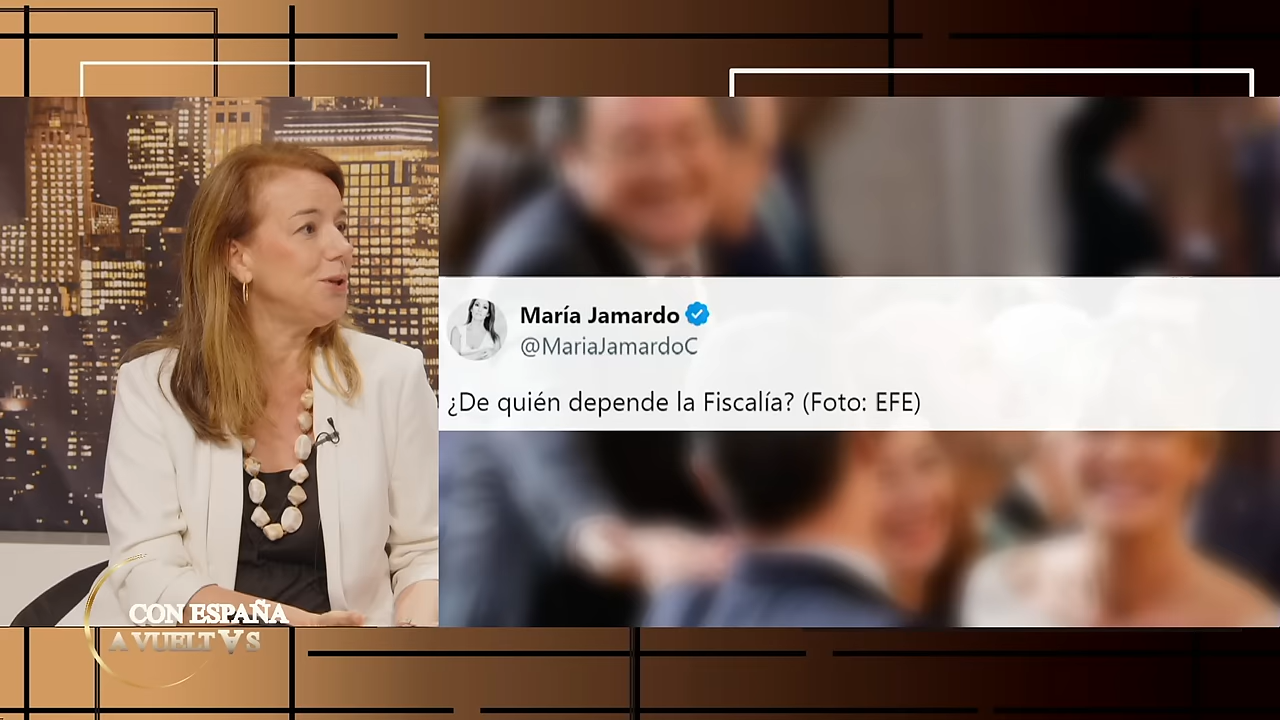 María Jamardo
@MariaJamardoC
¿De quién depende la Fiscalía? (Foto: EFE)
CON ESPAÑA
A VUELTAS